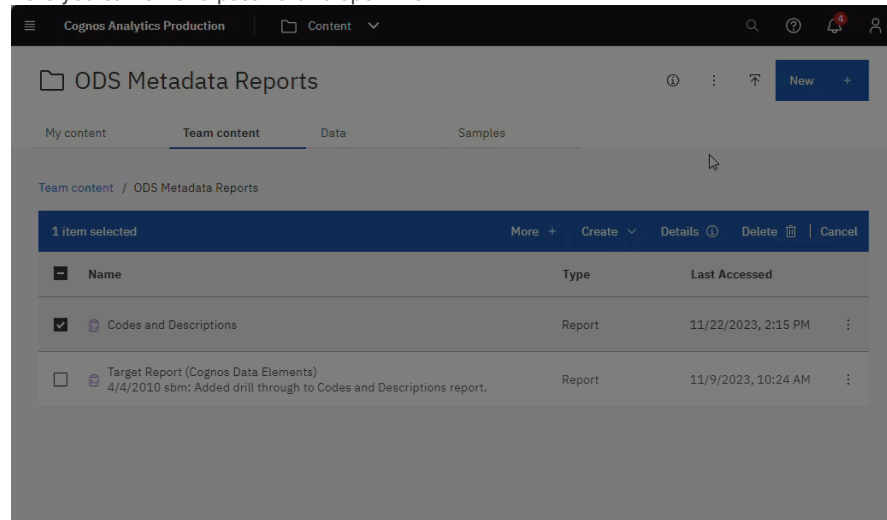 Cognos Analytics Production
Content
4
ODS Metadata Reports
New +
My content Team content Data Samples
Team content / ODS Metadata Reports
1 item selected More + Create Details Delete | Cancel
Name Type Last Accessed
Codes and Descriptions Report 11/22/2023, 2:15 PM
Target Report (Cognos Data Elements)
4/4/2010 sbm: Added drill through to Codes and Descriptions report.
Report 11/9/2023, 10:24 AM